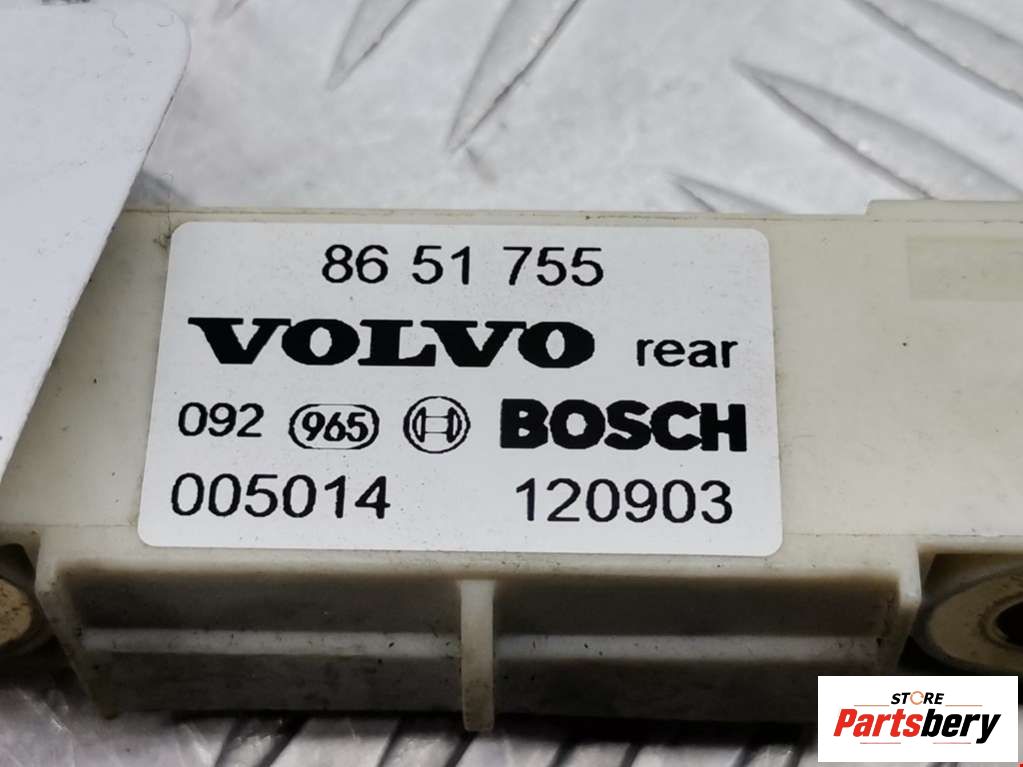 86 51 755
VOLVO rear
092 965 BOSCH
005014 120903
STORE
Partsbery